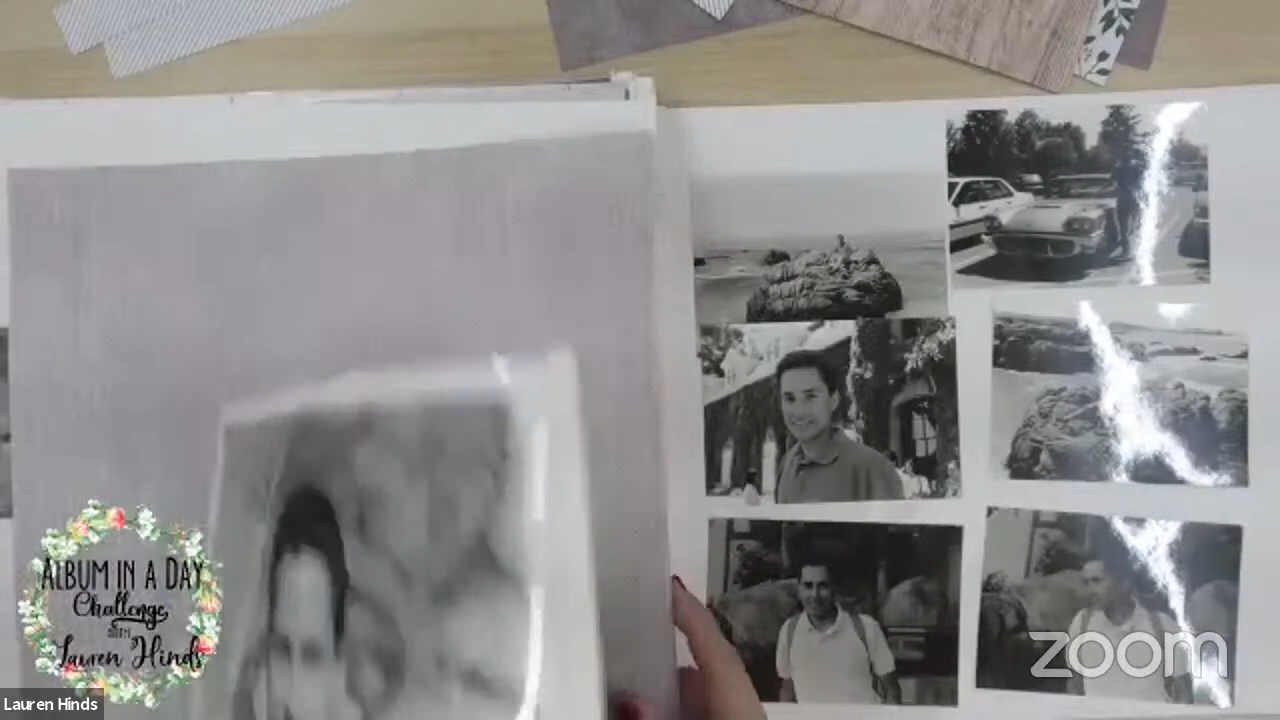 ALBUM IN A DAY
Challenge
with
Lauren Hinds
Lauren Hinds
zoom